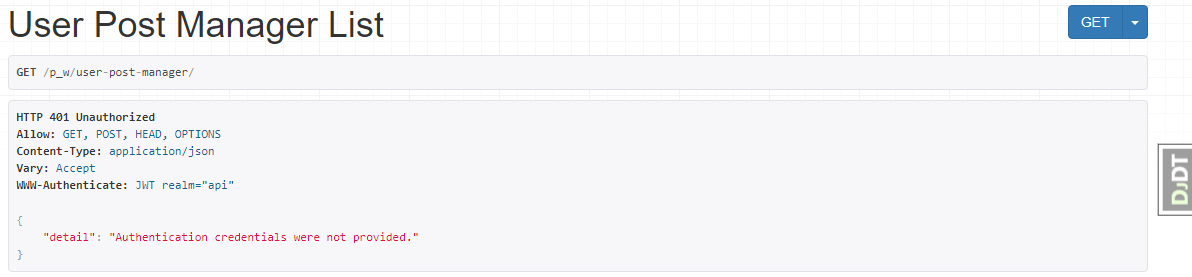 User Post Manager List
GET
GET /p_w/user-post-manager/
HTTP 401 Unauthorized
Allow: GET, POST, HEAD, OPTIONS
Content-Type: application/json
Vary: Accept
WWW-Authenticate: JWT realm="api"
{
"detail": "Authentication credentials were not provided."
}
DJDT